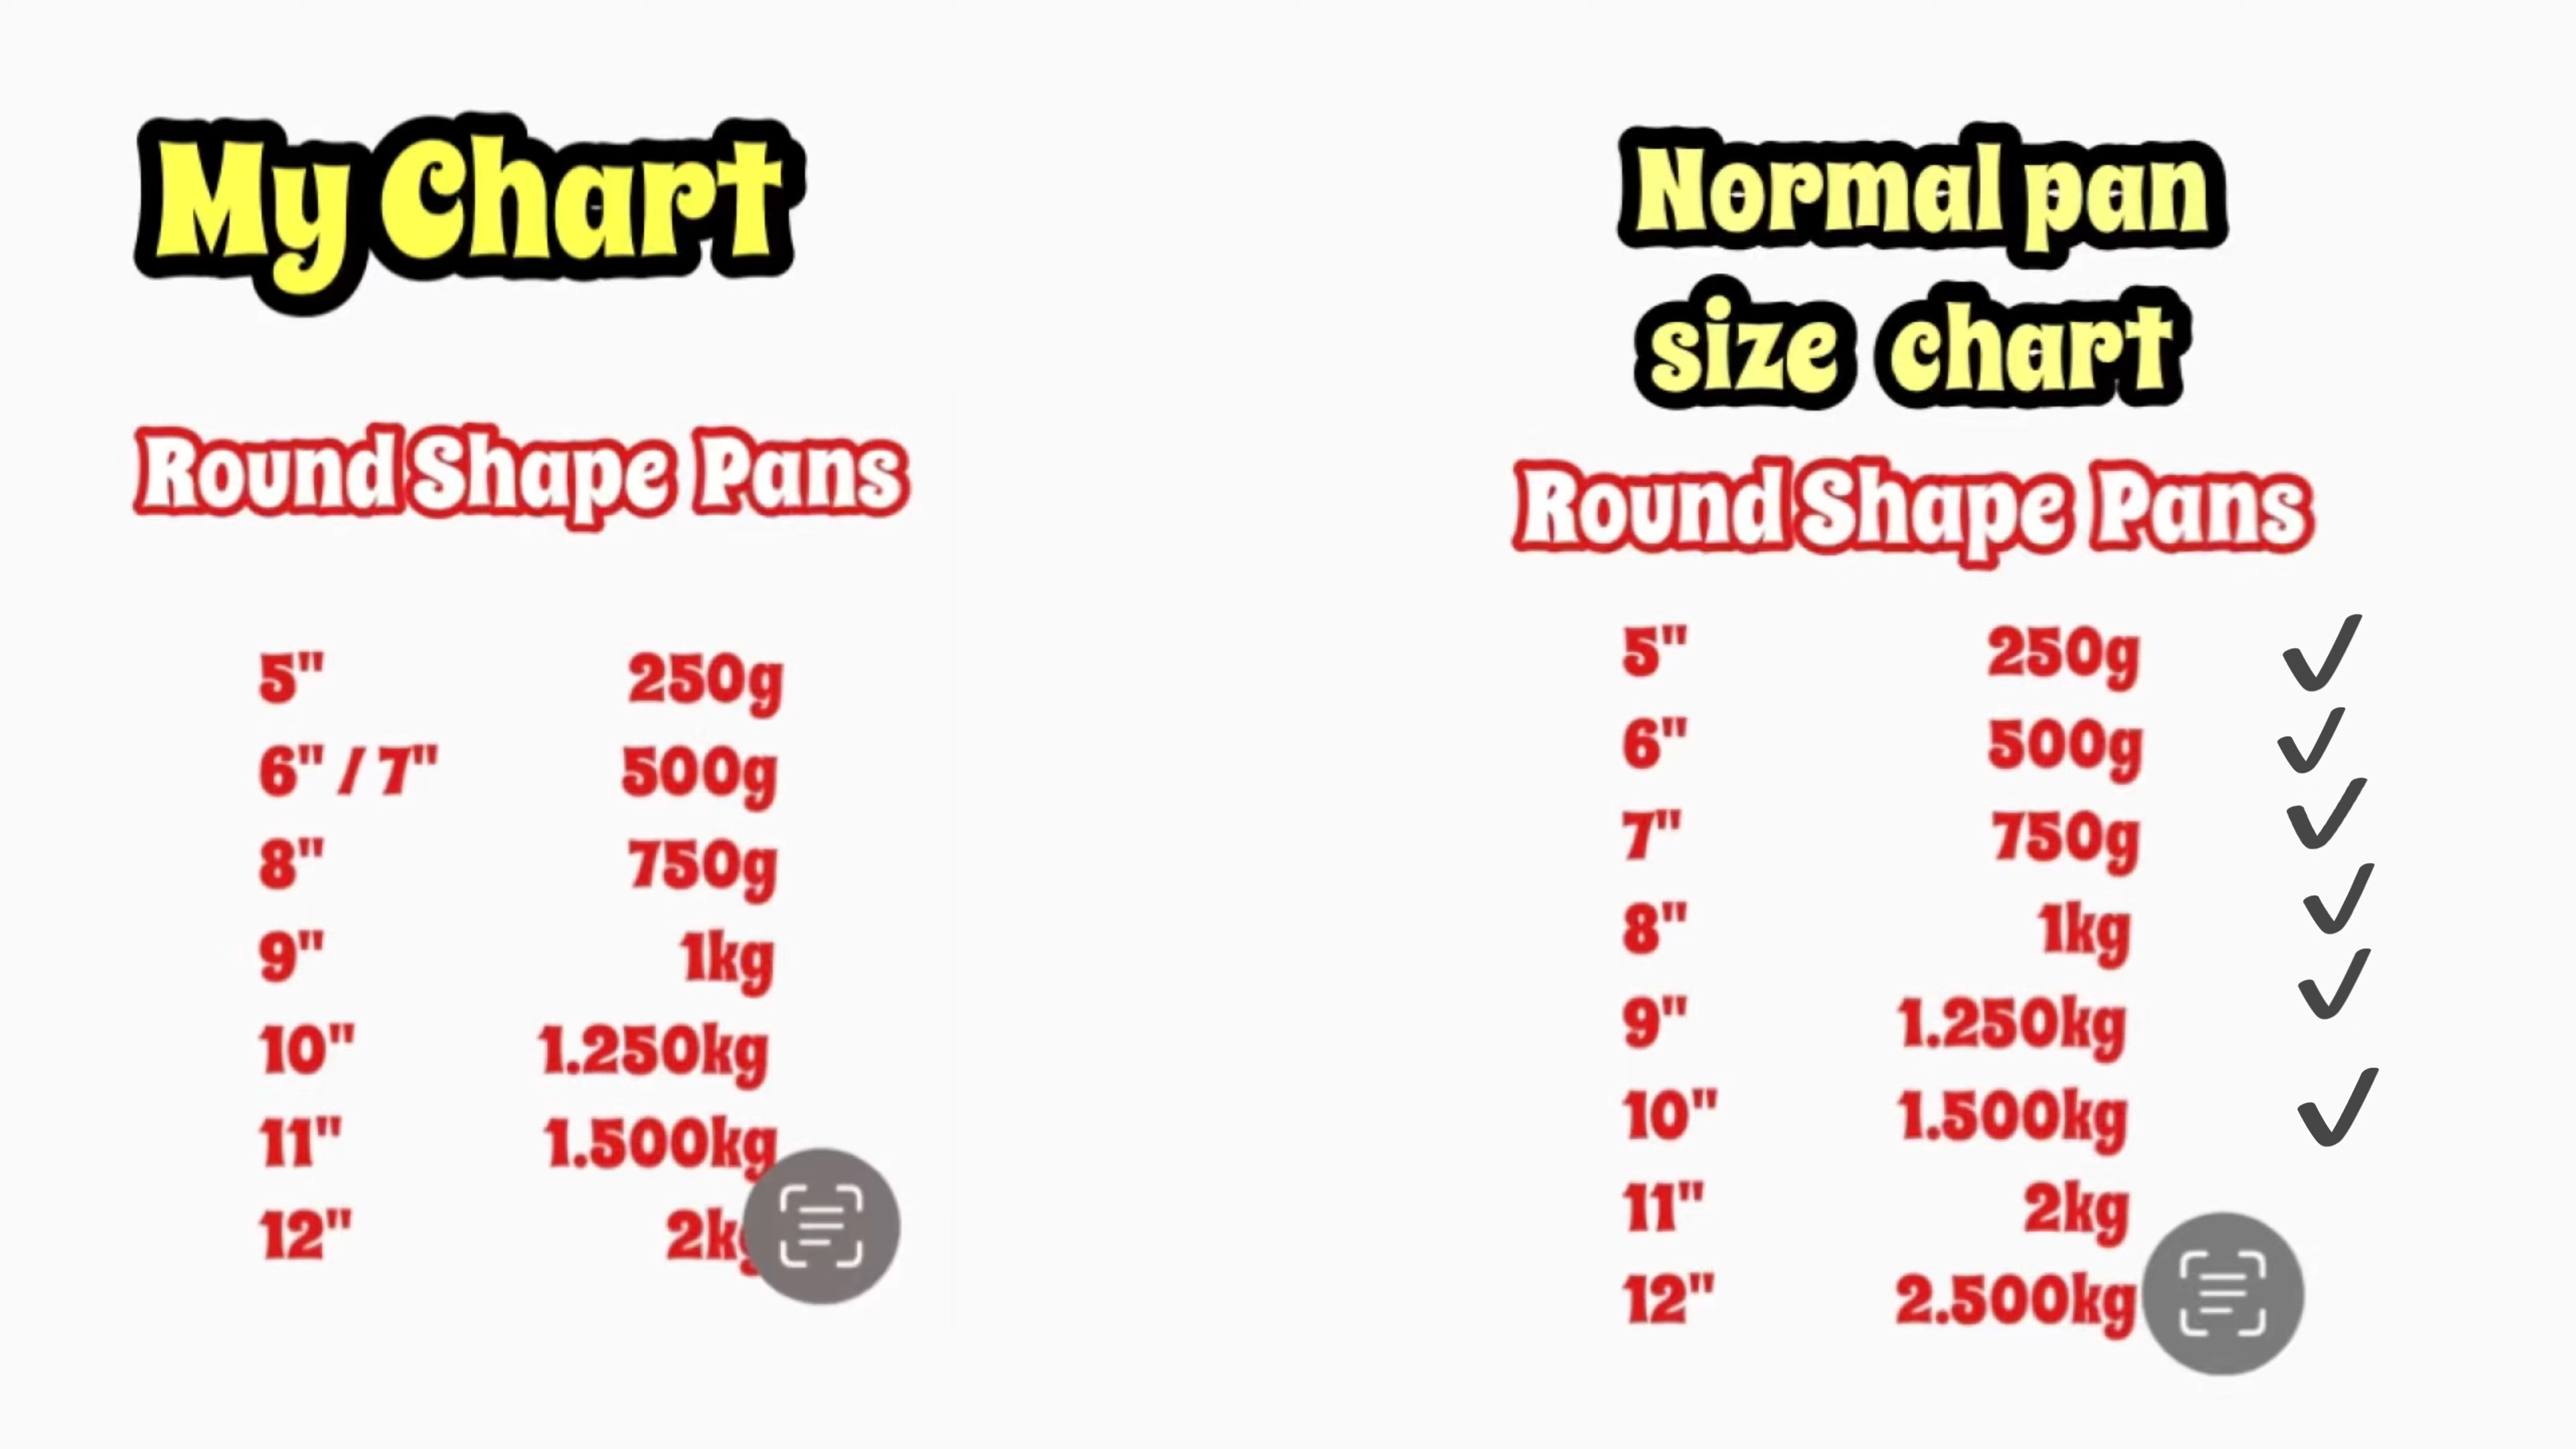 My Chart
Round Shape Pans
5" 250g
6" / 7" 500g
8" 750g
9" 1kg
10" 1.250kg
11" 1.500kg
12" 2kg
Normal pan
size chart
Round Shape Pans
5" 250g ✓
6" 500g ✓
7" 750g ✓
8" 1kg ✓
9" 1.250kg ✓
10" 1.500kg ✓
11" 2kg
12" 2.500kg